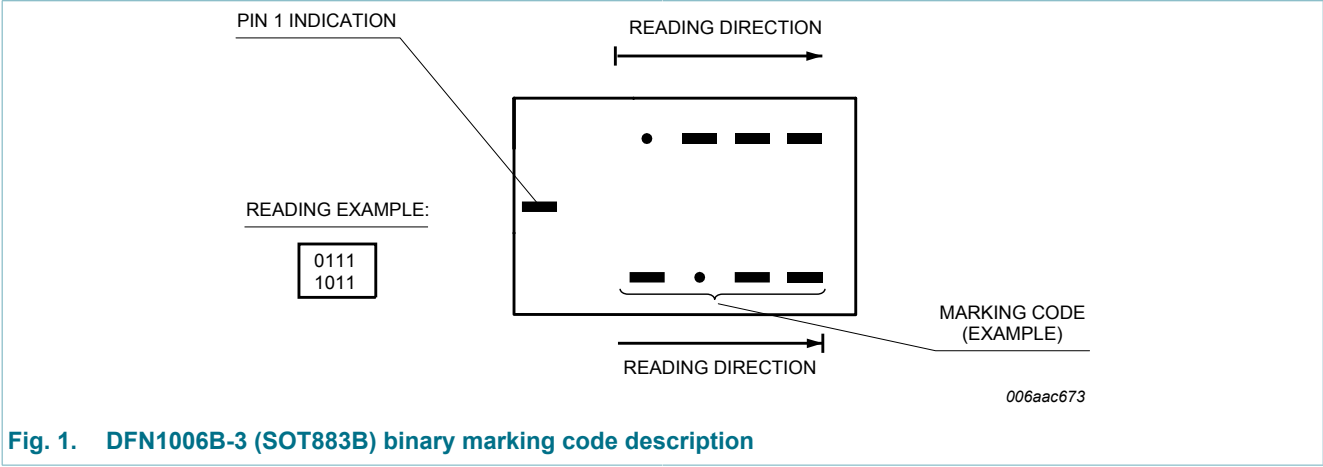 PIN 1 INDICATION
READING DIRECTION
READING EXAMPLE:
0111
1011
MARKING CODE
(EXAMPLE)
READING DIRECTION
006aac673
Fig. 1. DFN1006B-3 (SOT883B) binary marking code description